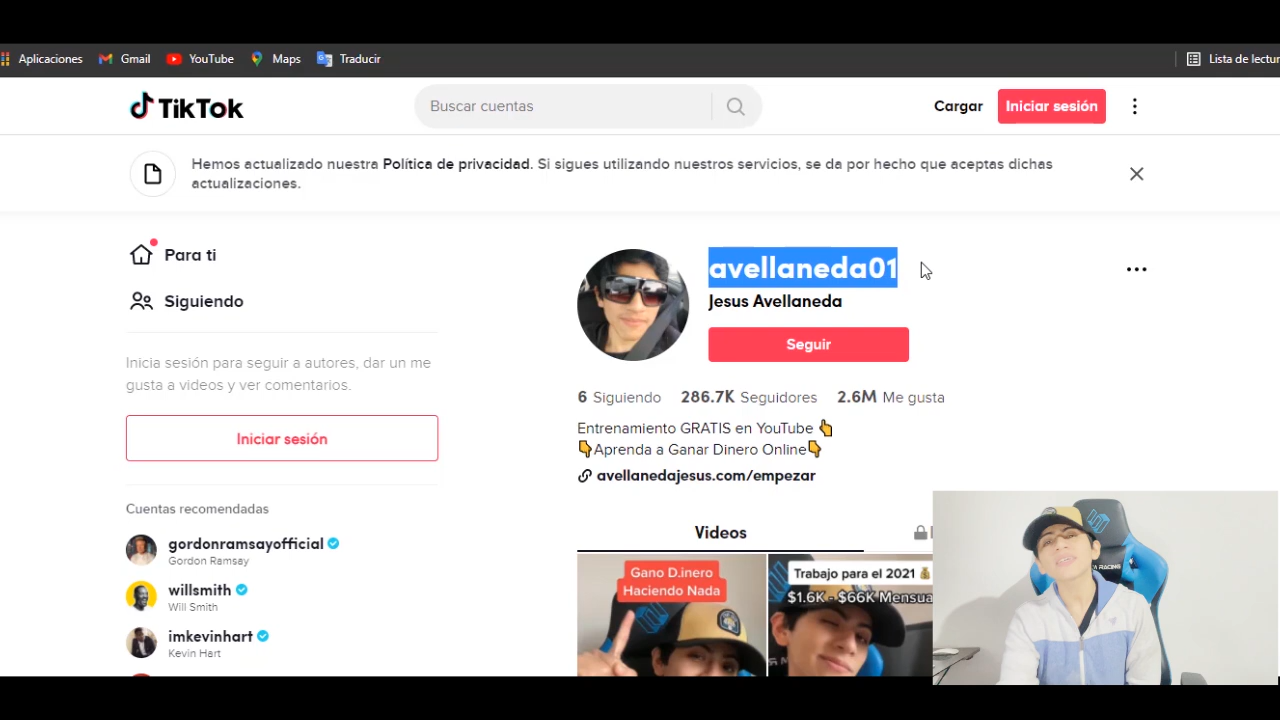 Aplicaciones Gmail YouTube Maps Traducir Lista de lectur
TikTok Buscar cuentas Cargar Iniciar sesión
Hemos actualizado nuestra Política de privacidad. Si sigues utilizando nuestros servicios, se da por hecho que aceptas dichas
actualizaciones.
Para ti
Siguiendo
Inicia sesión para seguir a autores, dar un me
gusta a videos y ver comentarios.
Iniciar sesión
Cuentas recomendadas
gordonramsayofficial
Gordon Ramsay
willsmith
Will Smith
imkevinhart
Kevin Hart
avellaneda01
Jesus Avellaneda
Seguir
6 Siguiendo 286.7K Seguidores 2.6M Me gusta
Entrenamiento GRATIS en YouTube 👆
👇Aprenda a Ganar Dinero Online👇
avellanedajesus.com/empezar
Videos
Gano D.inero
Haciendo Nada
Trabajo para el 2021 💰
$1.6K - $66K Mensua
RACING